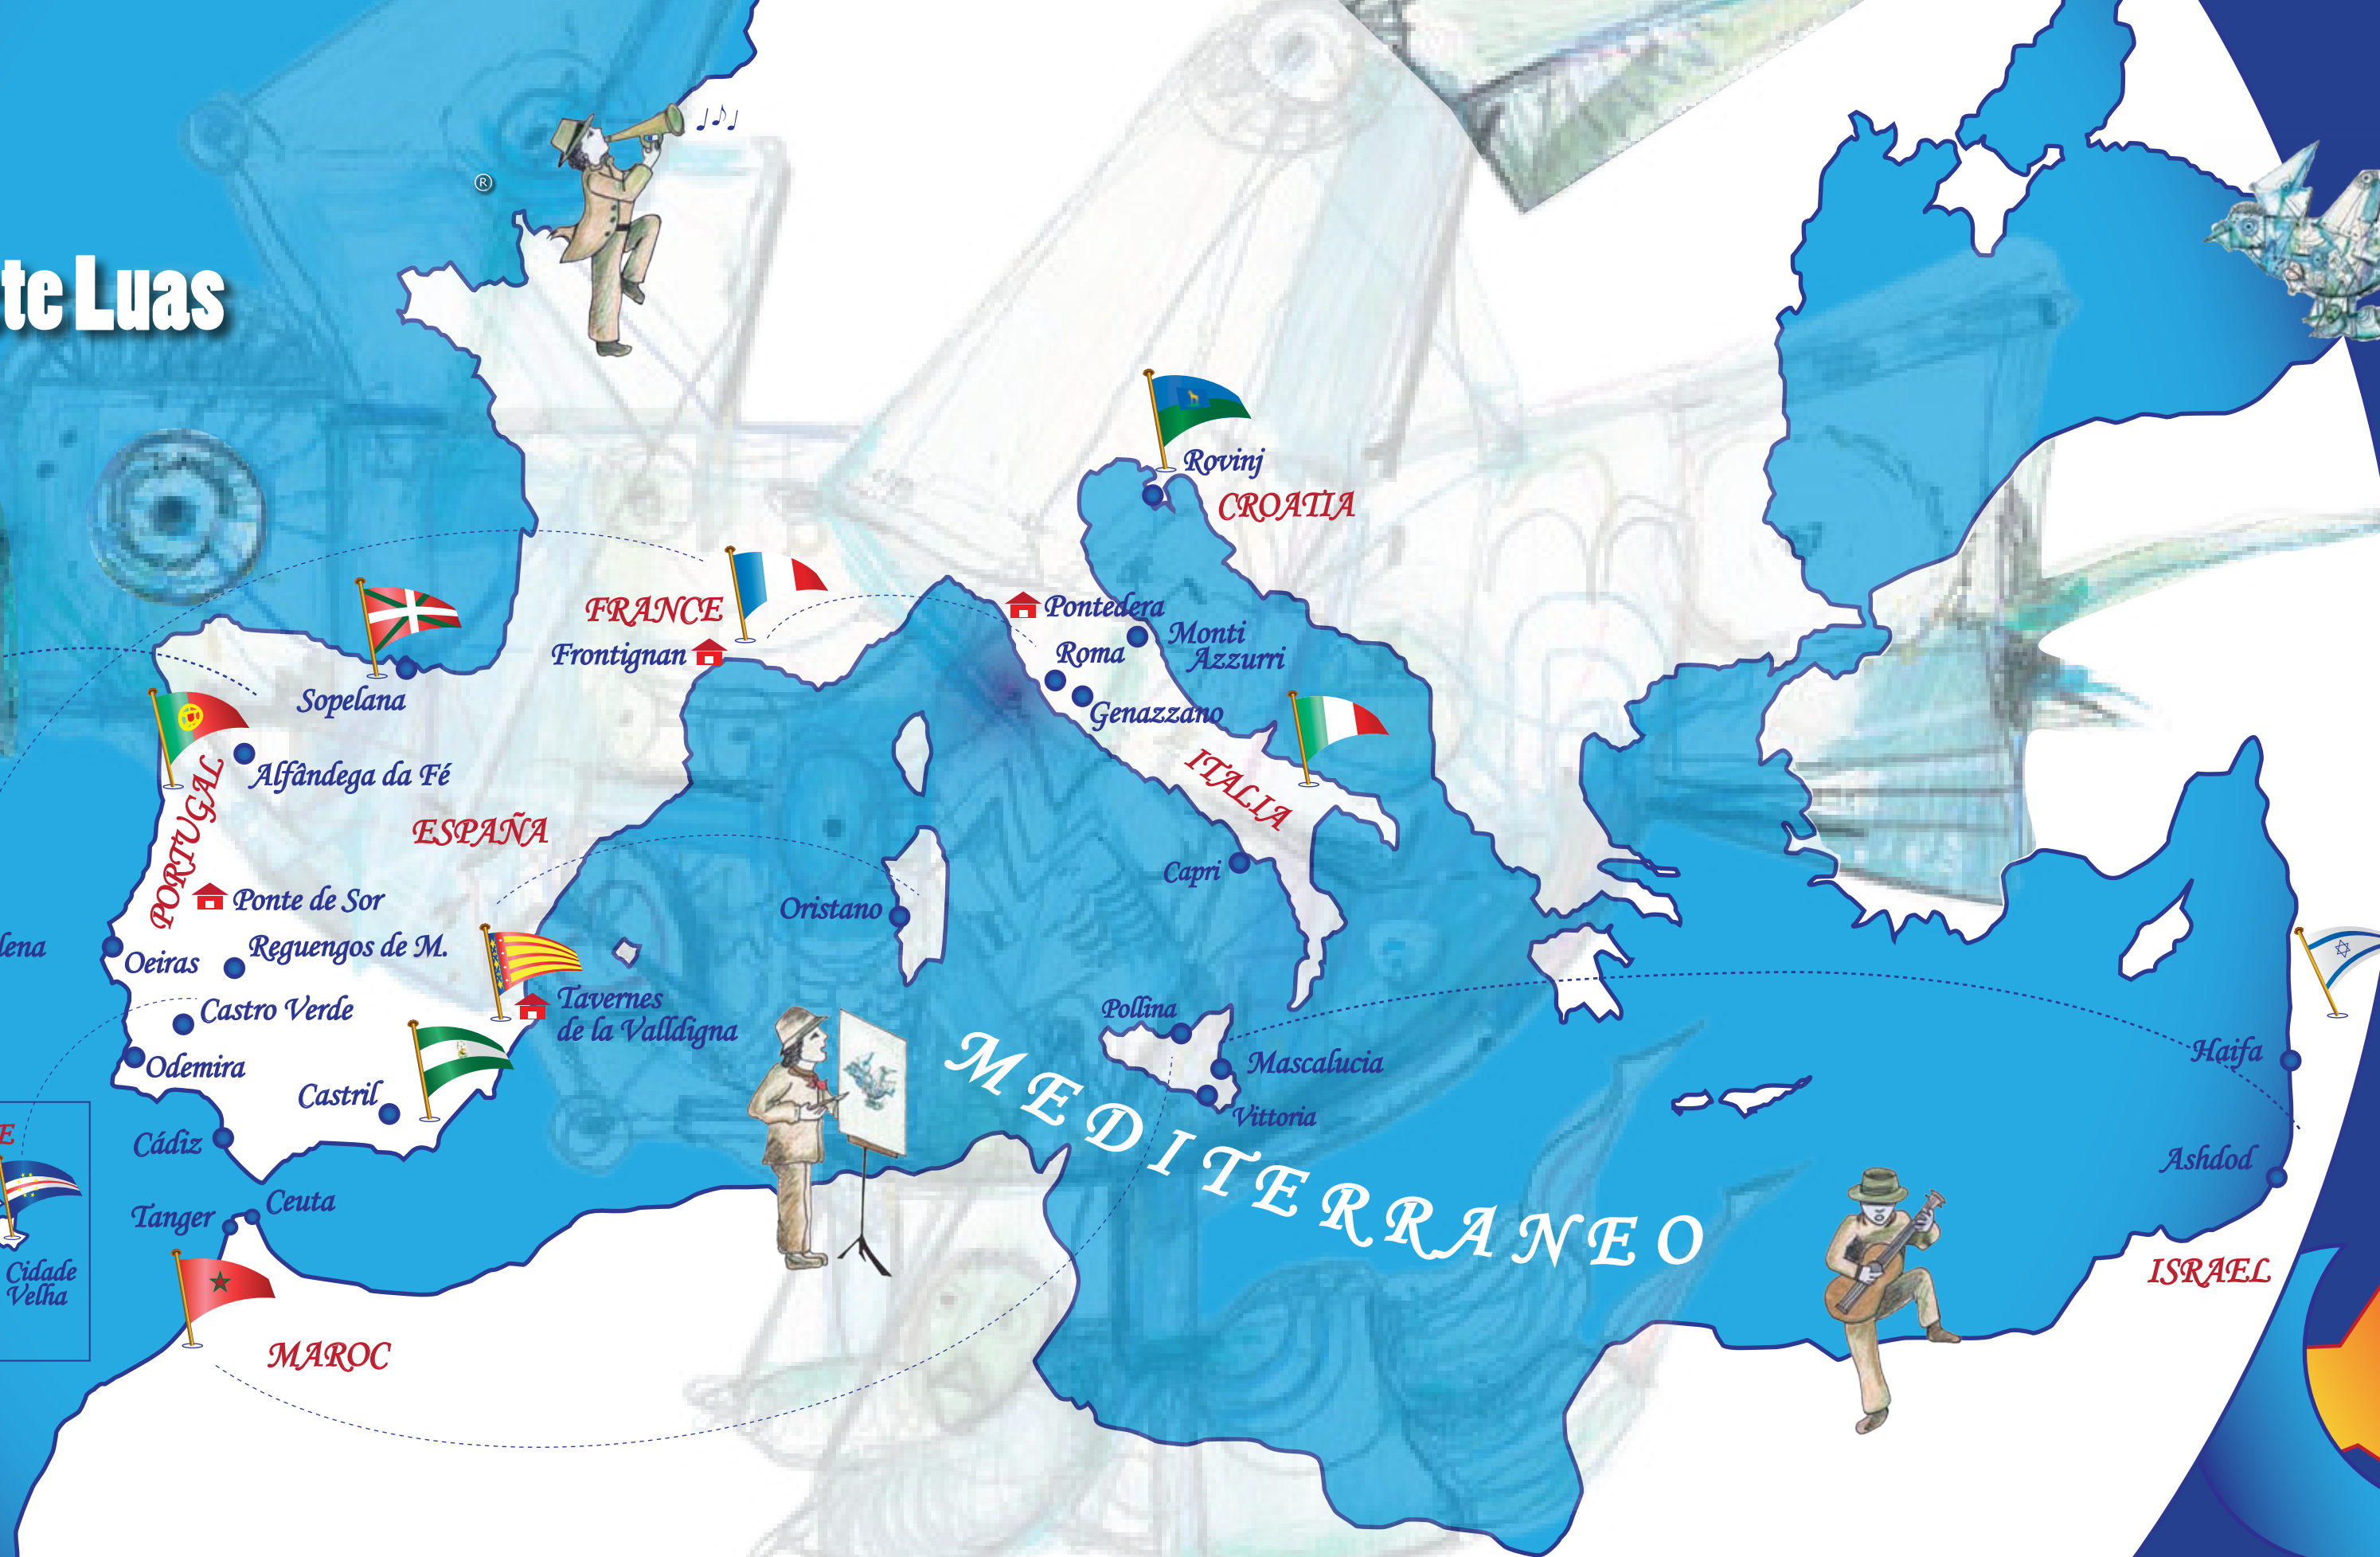 ®
te Luas
Rovinj
CROATIA
FRANCE
Frontignan
Pontedera
Monti
Azzurri
Roma
Genazzano
Sopelana
Alfândega da Fé
PORTUGAL
ESPAÑA
ITALIA
Capri
Ponte de Sor
Oristano
Reguengos de M.
lena
Oeiras
Castro Verde
Tavernes
de la Valldigna
Pollina
Odemira
Mascalucia
Haifa
Castril
Vittoria
MEDITERRANEO
Cádiz
E
Ashdod
Ceuta
Tanger
Cidade
Velha
ISRAEL
MAROC